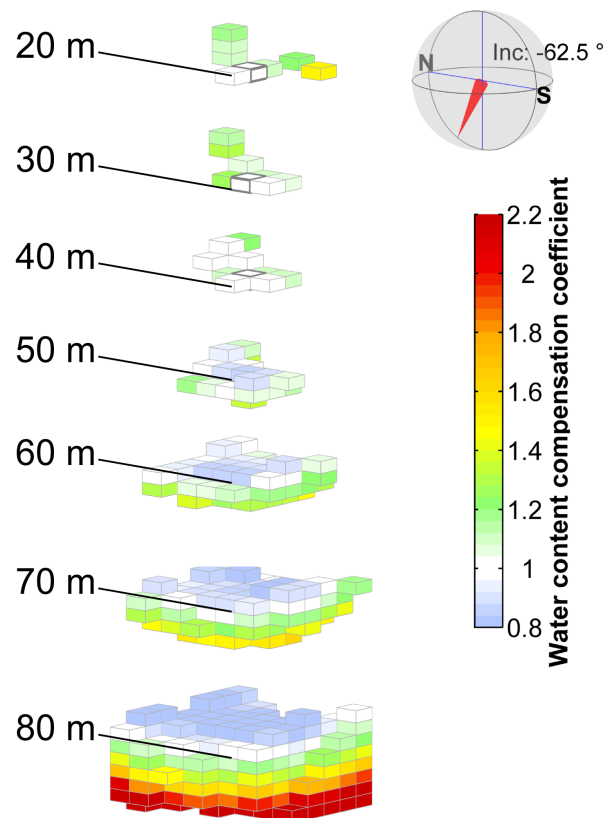 20 m
30 m
40 m
50 m
60 m
70 m
80 m
N
Inc: -62.5 °
S
2.2
2
1.8
1.6
1.4
1.2
1
0.8
Water content compensation coefficient